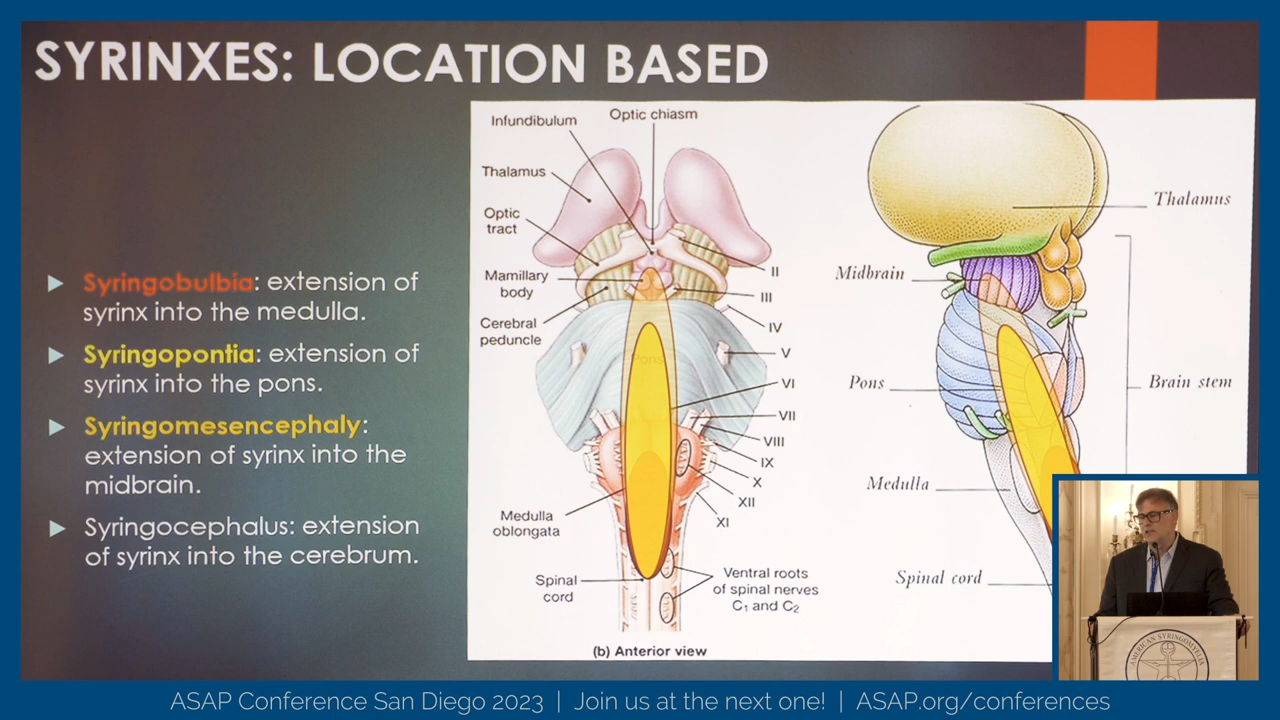 SYRINXES: LOCATION BASED
Syringobulbia: extension of
syrinx into the medulla.
Syringopontia: extension of
syrinx into the pons.
Syringomesencephaly:
extension of syrinx into the
midbrain.
Syringocephalus: extension
of syrinx into the cerebrum.
Infundibulum
Optic chiasm
Thalamus
Optic
tract
Mamillary
body
Cerebral
peduncle
Pons
Medulla
oblongata
Spinal
cord
II
III
IV
V
VI
VII
VIII
IX
X
XII
XI
Ventral roots
of spinal nerves
C1 and C2
(b) Anterior view
Thalamus
Midbrain
Pons
Brain stem
Medulla
Spinal cord
AMERICAN SYRINGOMYELIA
ASAP Conference San Diego 2023 | Join us at the next one! | ASAP.org/conferences